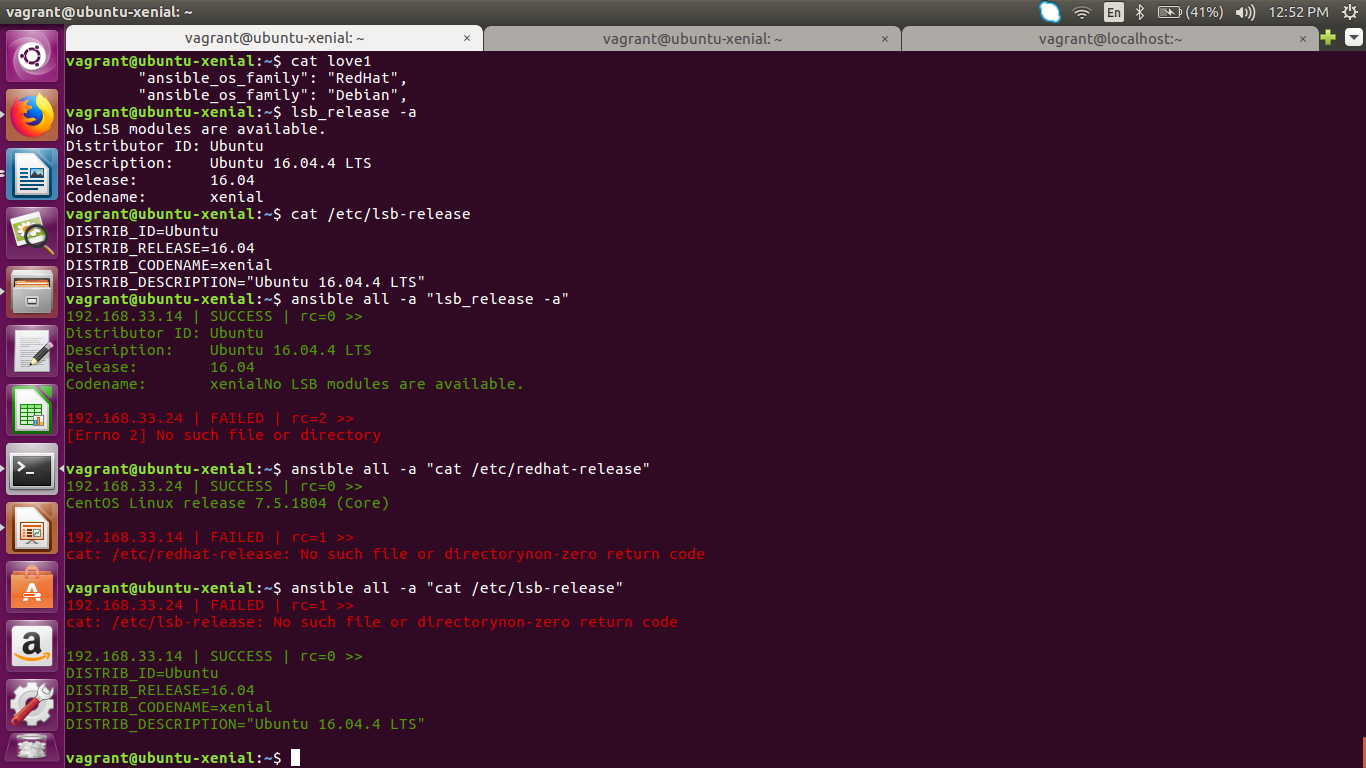 vagrant@ubuntu-xenial: ~
En
(41%)
12:52 PM
vagrant@ubuntu-xenial: ~ ×
vagrant@ubuntu-xenial: ~ ×
vagrant@localhost:~ ×
vagrant@ubuntu-xenial:~$ cat love1
        "ansible_os_family": "RedHat",
        "ansible_os_family": "Debian",
vagrant@ubuntu-xenial:~$ lsb_release -a
No LSB modules are available.
Distributor ID: Ubuntu
Description:    Ubuntu 16.04.4 LTS
Release:        16.04
Codename:       xenial
vagrant@ubuntu-xenial:~$ cat /etc/lsb-release
DISTRIB_ID=Ubuntu
DISTRIB_RELEASE=16.04
DISTRIB_CODENAME=xenial
DISTRIB_DESCRIPTION="Ubuntu 16.04.4 LTS"
vagrant@ubuntu-xenial:~$ ansible all -a "lsb_release -a"
192.168.33.14 | SUCCESS | rc=0 >>
Distributor ID: Ubuntu
Description:    Ubuntu 16.04.4 LTS
Release:        16.04
Codename:       xenialNo LSB modules are available.
192.168.33.24 | FAILED | rc=2 >>
[Errno 2] No such file or directory
vagrant@ubuntu-xenial:~$ ansible all -a "cat /etc/redhat-release"
192.168.33.24 | SUCCESS | rc=0 >>
CentOS Linux release 7.5.1804 (Core)
192.168.33.14 | FAILED | rc=1 >>
cat: /etc/redhat-release: No such file or directorynon-zero return code
vagrant@ubuntu-xenial:~$ ansible all -a "cat /etc/lsb-release"
192.168.33.24 | FAILED | rc=1 >>
cat: /etc/lsb-release: No such file or directorynon-zero return code
192.168.33.14 | SUCCESS | rc=0 >>
DISTRIB_ID=Ubuntu
DISTRIB_RELEASE=16.04
DISTRIB_CODENAME=xenial
DISTRIB_DESCRIPTION="Ubuntu 16.04.4 LTS"
vagrant@ubuntu-xenial:~$